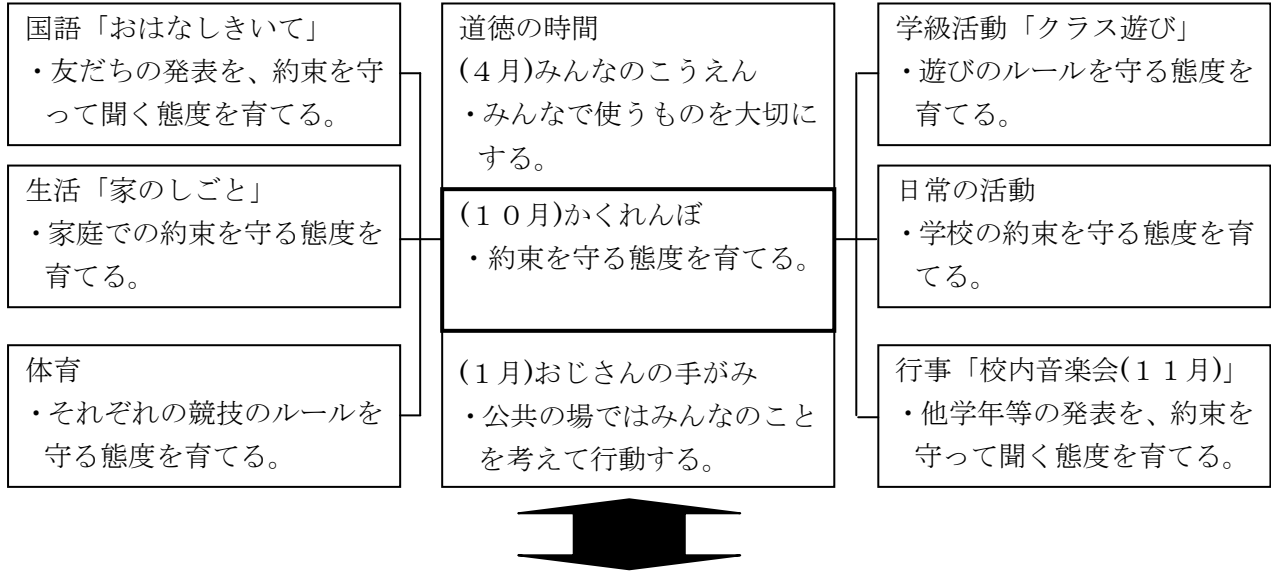 国語「おはなしきいて」
・友だちの発表を、約束を守
って聞く態度を育てる。
生活「家のしごと」
・家庭での約束を守る態度を
育てる。
体育
・それぞれの競技のルールを
守る態度を育てる。
道徳の時間
(４月)みんなのこうえん
・みんなで使うものを大切に
する。
(１０月)かくれんぼ
・約束を守る態度を育てる。
(１月)おじさんの手がみ
・公共の場ではみんなのこと
を考えて行動する。
学級活動「クラス遊び」
・遊びのルールを守る態度を
育てる。
日常の活動
・学校の約束を守る態度を育
てる。
行事「校内音楽会(１１月)」
・他学年等の発表を、約束を
守って聞く態度を育てる。